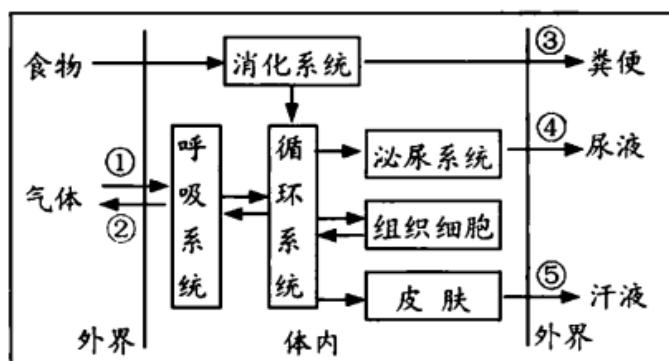 食物
消化系统
③
粪便
①
气体
②
呼吸系统
循环系统
泌尿系统
④
尿液
组织细胞
皮肤
⑤
汗液
外界
体内
外界